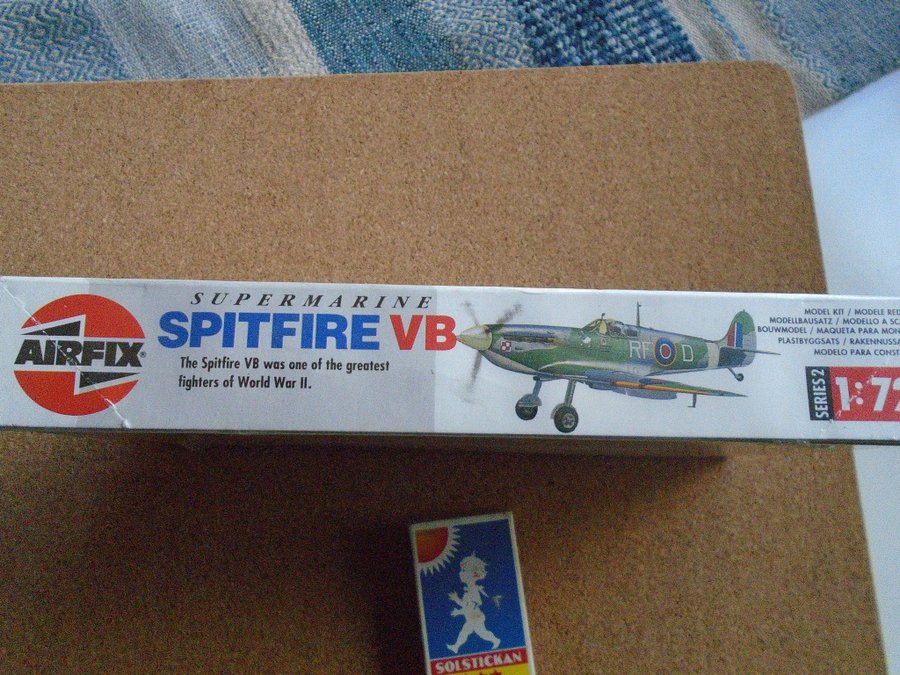 AIRFIX®
SUPERMARINE
SPITFIRE VB
The Spitfire VB was one of the greatest
fighters of World War II.
RF D
MODEL KIT / MODELE RED
MODELLBAUSATZ / MODELLO A SC
BOUWMODEL / MAQUETA PARA MON
PLASTBYGGSATS / RAKENNUSSA
MODELO PARA CONST
SERIES 2
1:72
SOLSTICKAN